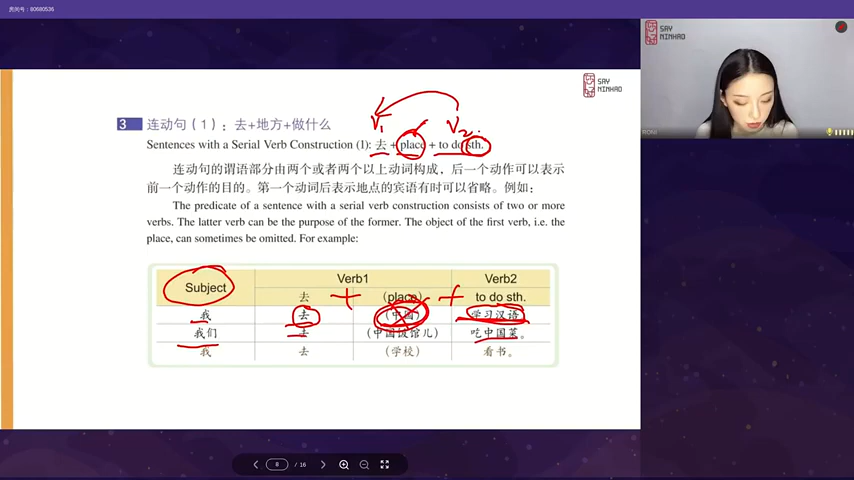 房间号：80680536
SAY
NINHAO
SAY
NINHAO
V₁ V₂
3 连动句（1）：去+地方+做什么
Sentences with a Serial Verb Construction (1): 去 + place + to do sth.
连动句的谓语部分由两个或者两个以上动词构成，后一个动作可以表示
前一个动作的目的。第一个动词后表示地点的宾语有时可以省略。例如：
The predicate of a sentence with a serial verb construction consists of two or more
verbs. The latter verb can be the purpose of the former. The object of the first verb, i.e. the
place, can sometimes be omitted. For example:
Subject Verb1 Verb2
去 + (place) + to do sth.
我 去 （中国） 学习汉语。
我们 去 （中国饭馆儿） 吃中国菜。
我 去 （学校） 看书。
RONI
8 / 16